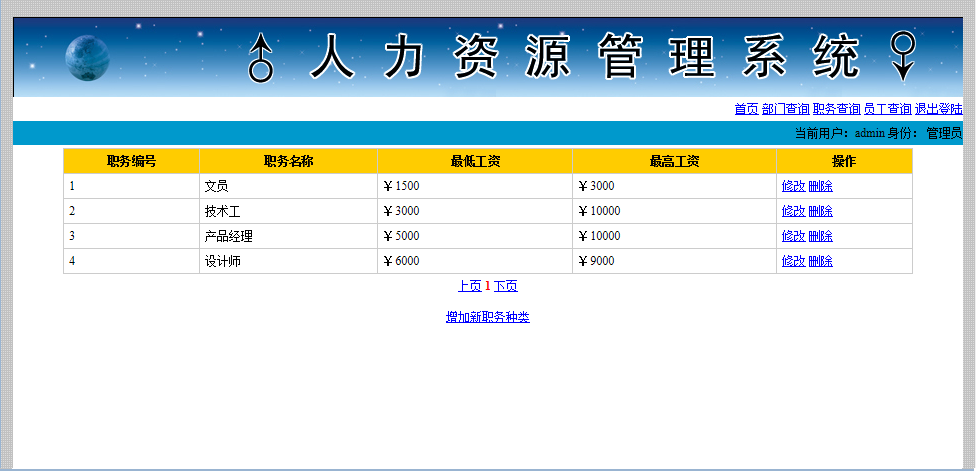 人力资源管理系统
首页 部门查询 职务查询 员工查询 退出登陆
当前用户：admin 身份： 管理员
职务编号 职务名称 最低工资 最高工资 操作
1 文员 ￥1500 ￥3000 修改 删除
2 技术工 ￥3000 ￥10000 修改 删除
3 产品经理 ￥5000 ￥10000 修改 删除
4 设计师 ￥6000 ￥9000 修改 删除
上页 1 下页
增加新职务种类